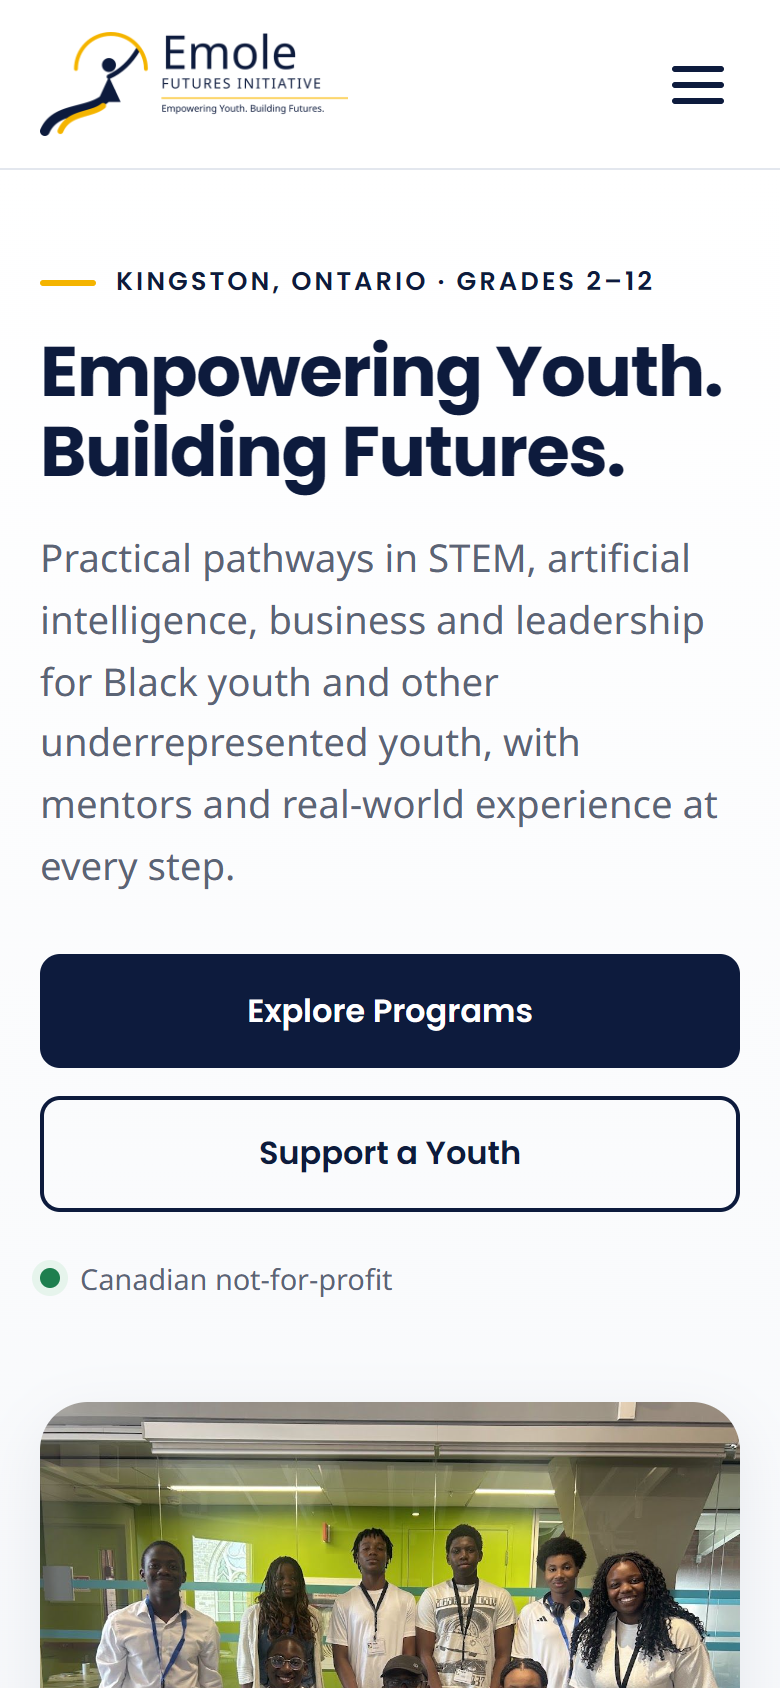 Emole
FUTURES INITIATIVE
Empowering Youth. Building Futures.
KINGSTON, ONTARIO · GRADES 2–12
Empowering Youth.
Building Futures.
Practical pathways in STEM, artificial
intelligence, business and leadership
for Black youth and other
underrepresented youth, with
mentors and real-world experience at
every step.
Explore Programs
Support a Youth
Canadian not-for-profit